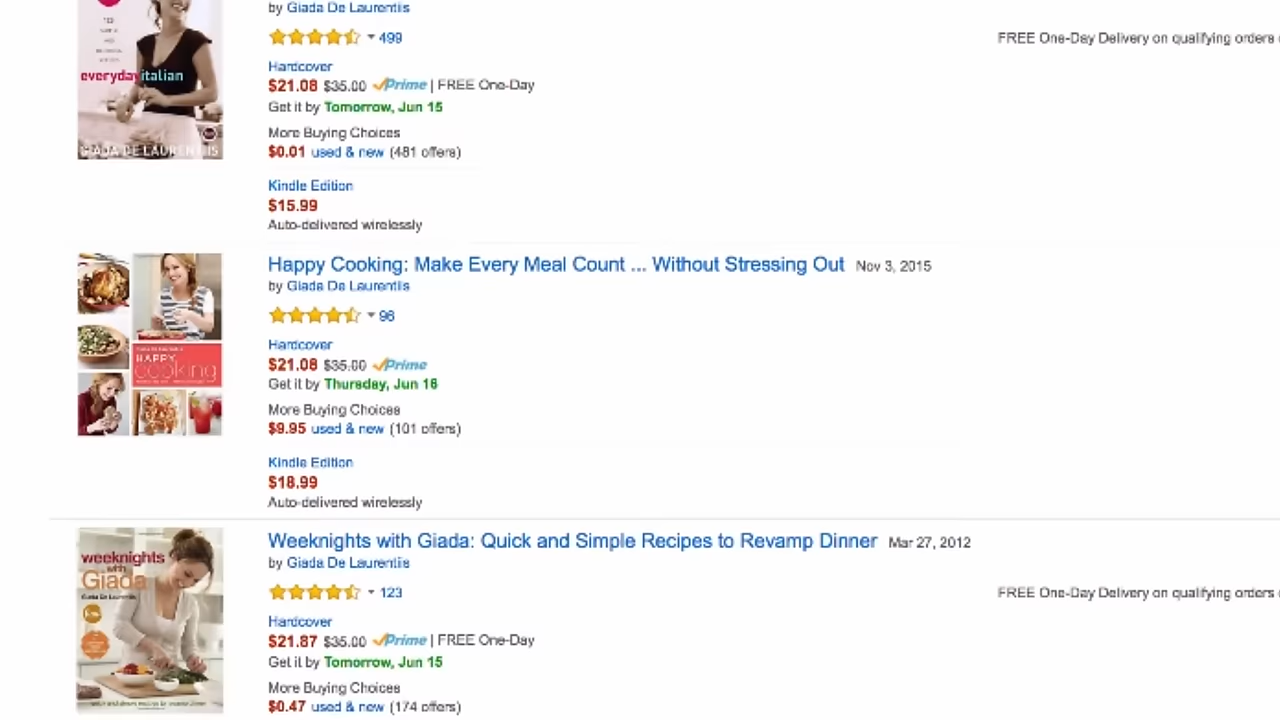 by Giada De Laurentiis
499
FREE One-Day Delivery on qualifying orders
everydayitalian
GIADA DE LAURENTIIS
Hardcover
$21.08 $35.00 Prime | FREE One-Day
Get it by Tomorrow, Jun 15
More Buying Choices
$0.01 used & new (481 offers)
Kindle Edition
$15.99
Auto-delivered wirelessly
Happy Cooking: Make Every Meal Count ... Without Stressing Out Nov 3, 2015
by Giada De Laurentiis
96
HAPPY
cooking
Hardcover
$21.08 $35.00 Prime
Get it by Thursday, Jun 16
More Buying Choices
$9.95 used & new (101 offers)
Kindle Edition
$18.99
Auto-delivered wirelessly
Weeknights with Giada: Quick and Simple Recipes to Revamp Dinner Mar 27, 2012
by Giada De Laurentiis
123
FREE One-Day Delivery on qualifying orders
weeknights
with
Giada
Giada De Laurentiis
Hardcover
$21.87 $35.00 Prime | FREE One-Day
Get it by Tomorrow, Jun 15
More Buying Choices
$0.47 used & new (174 offers)